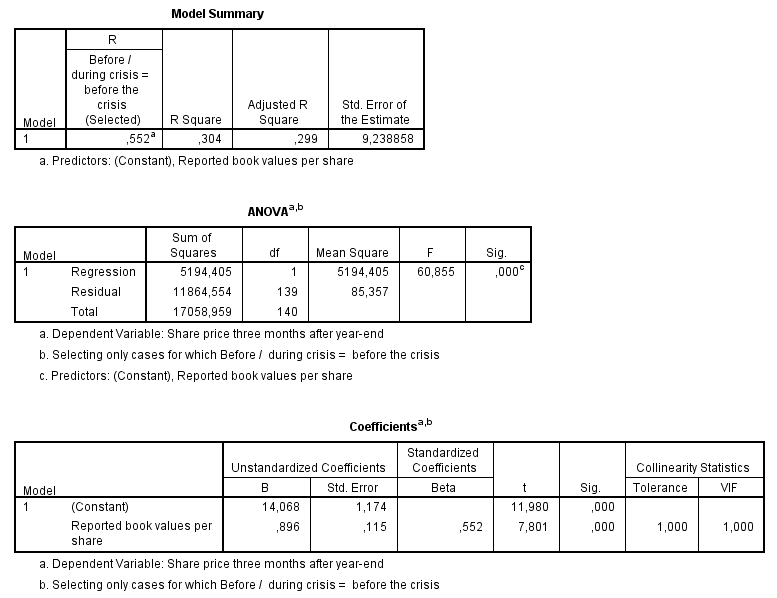 Model Summary
Model R Before / during crisis = before the crisis (Selected) R Square Adjusted R Square Std. Error of the Estimate
1 ,552a ,304 ,299 9,238858
a. Predictors: (Constant), Reported book values per share
ANOVAa,b
Model Sum of Squares df Mean Square F Sig.
1 Regression 5194,405 1 5194,405 60,855 ,000c
Residual 11864,554 139 85,357
Total 17058,959 140
a. Dependent Variable: Share price three months after year-end
b. Selecting only cases for which Before / during crisis = before the crisis
c. Predictors: (Constant), Reported book values per share
Coefficientsa,b
Unstandardized Coefficients Standardized Coefficients Collinearity Statistics
Model B Std. Error Beta t Sig. Tolerance VIF
1 (Constant) 14,068 1,174 11,980 ,000
Reported book values per share ,896 ,115 ,552 7,801 ,000 1,000 1,000
a. Dependent Variable: Share price three months after year-end
b. Selecting only cases for which Before / during crisis = before the crisis